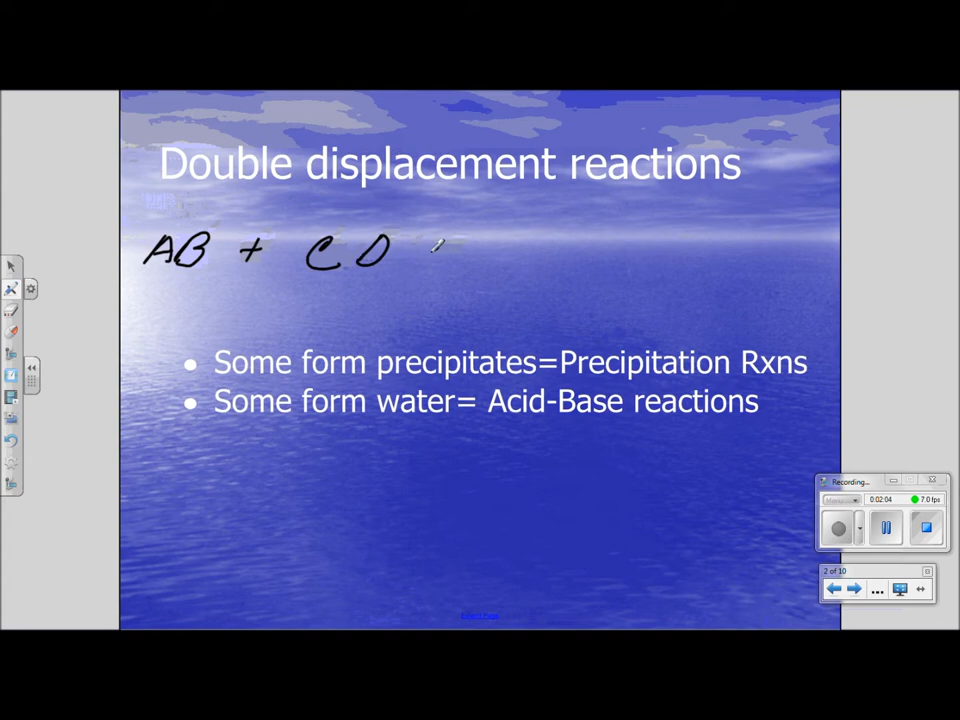 Double displacement reactions
AB + CD
• Some form precipitates=Precipitation Rxns
• Some form water= Acid-Base reactions
Recording...
0:02:04 7.0 fps
2 of 10
...